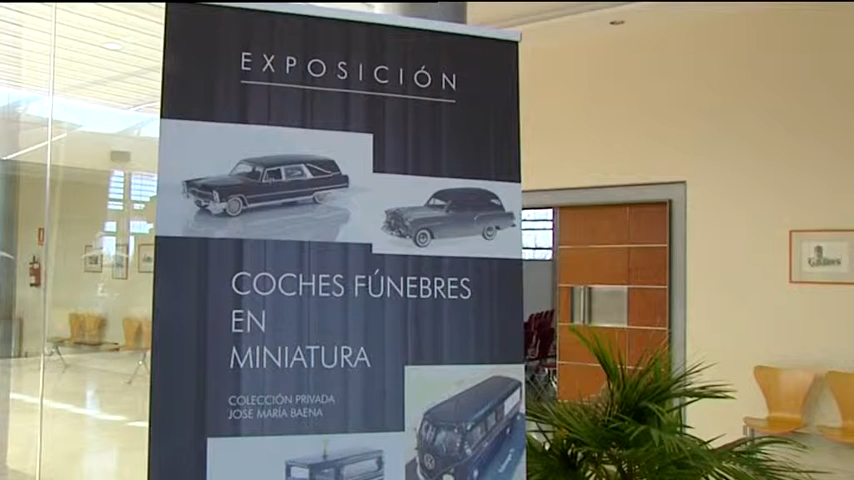 EXPOSICIÓN
COCHES FÚNEBRES
EN
MINIATURA
COLECCIÓN PRIVADA
JOSE MARÍA BAENA